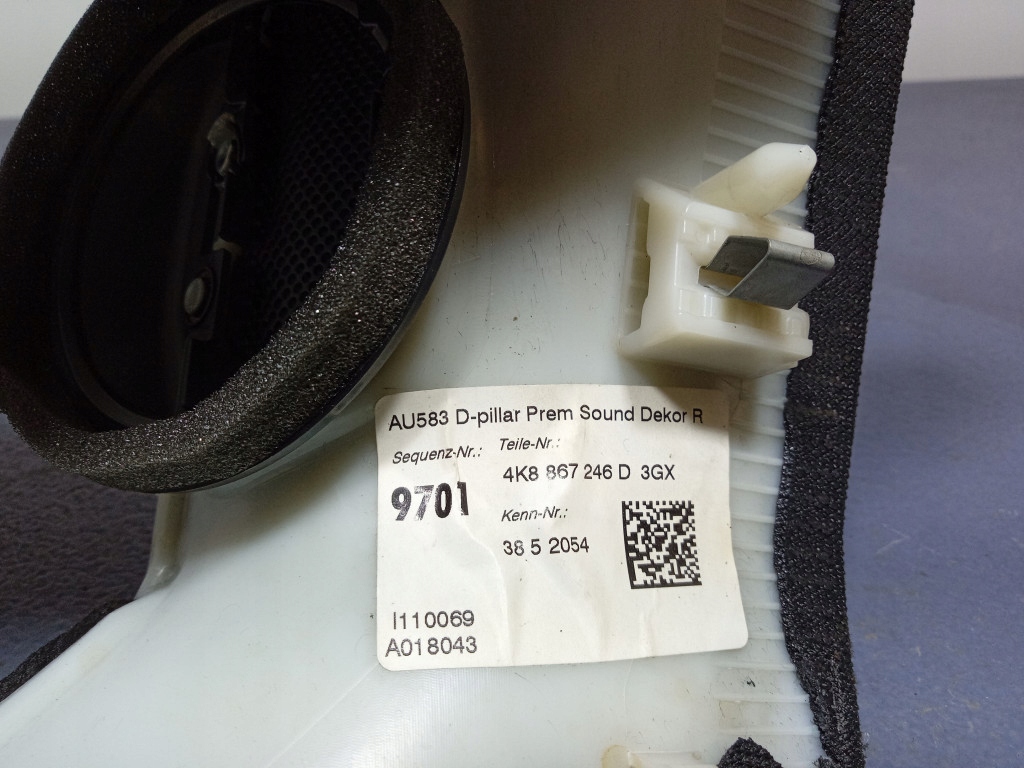 AU583 D-pillar Prem Sound Dekor R
Sequenz-Nr.: Teile-Nr.:
4K8 867 246 D 3GX
9701
Kenn-Nr.:
38 5 2054
I110069
A018043